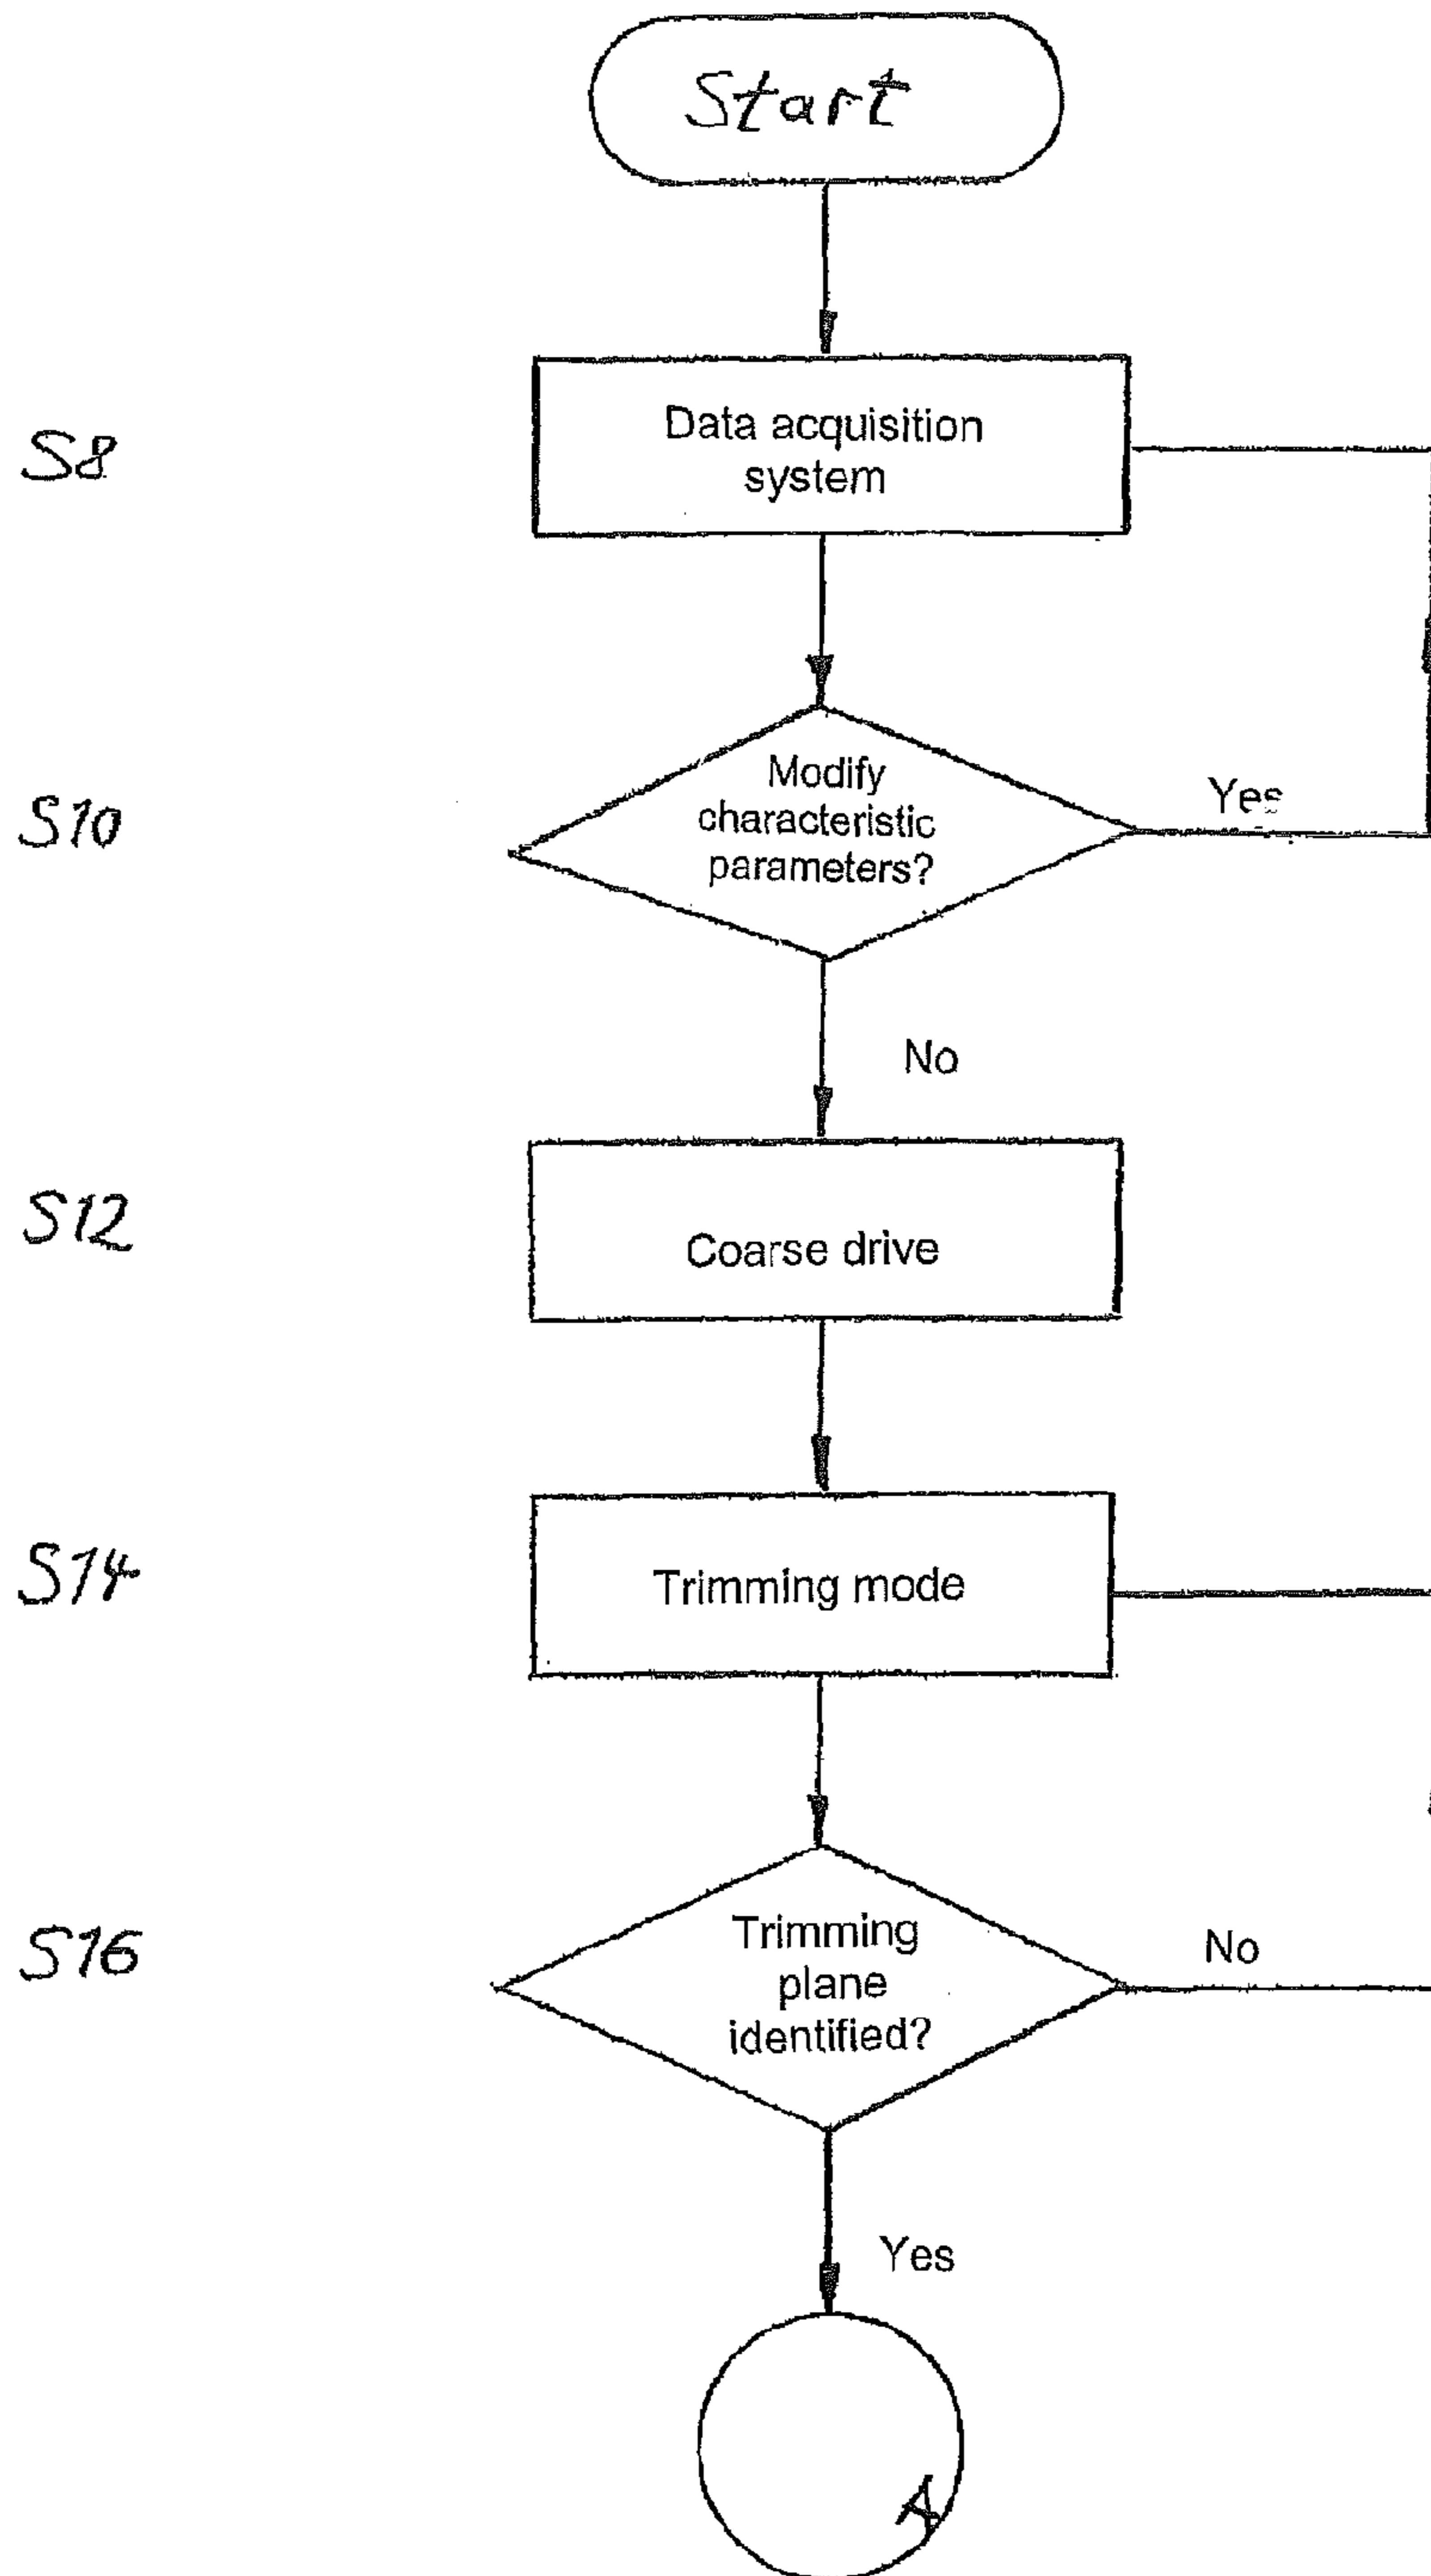 Start
S8
Data acquisition
system
S10
Modify
characteristic
parameters?
Yes
No
S12
Coarse drive
S14
Trimming mode
S16
Trimming
plane
identified?
No
Yes
A